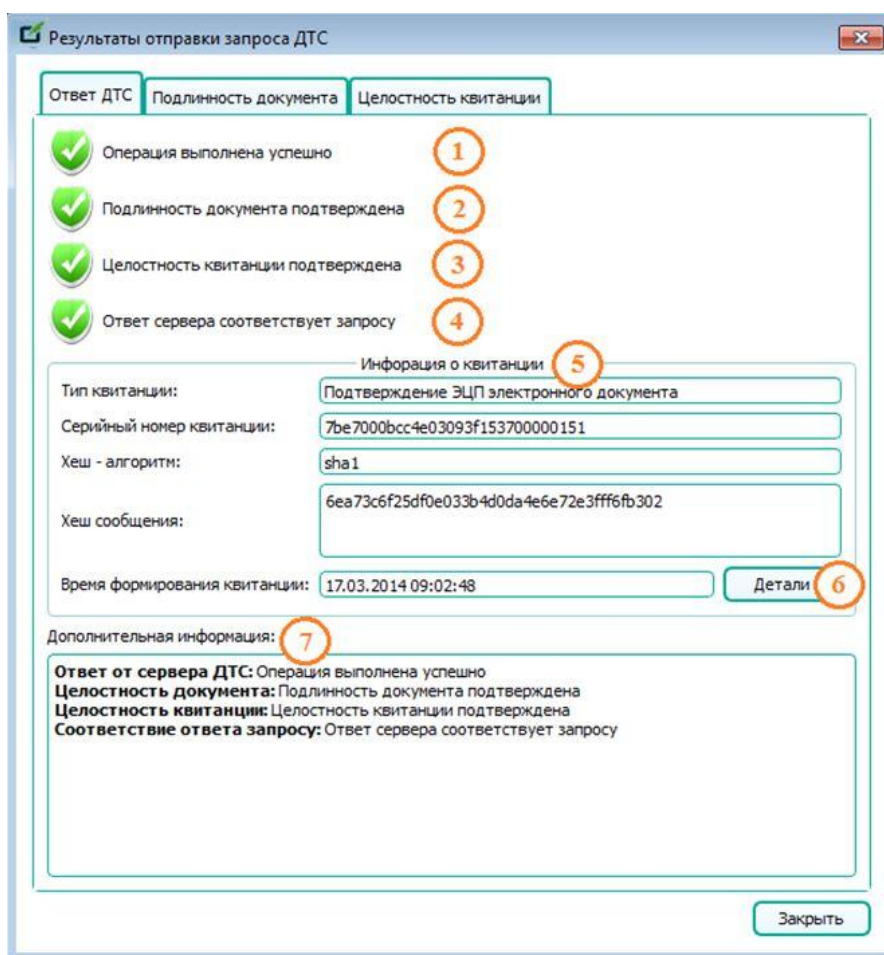 Результаты отправки запроса ДТС
Ответ ДТС Подлинность документа Целостность квитанции
Операция выполнена успешно 1
Подлинность документа подтверждена 2
Целостность квитанции подтверждена 3
Ответ сервера соответствует запросу 4
Инфорация о квитанции 5
Тип квитанции: Подтверждение ЭЦП электронного документа
Серийный номер квитанции: 7be7000bcc4e03093f153700000151
Хеш - алгоритм: sha1
Хеш сообщения: 6ea73c6f25df0e033b4d0da4e6e72e3fff6fb302
Время формирования квитанции: 17.03.2014 09:02:48 Детали 6
Дополнительная информация: 7
Ответ от сервера ДТС: Операция выполнена успешно
Целостность документа: Подлинность документа подтверждена
Целостность квитанции: Целостность квитанции подтверждена
Соответствие ответа запросу: Ответ сервера соответствует запросу
Закрыть